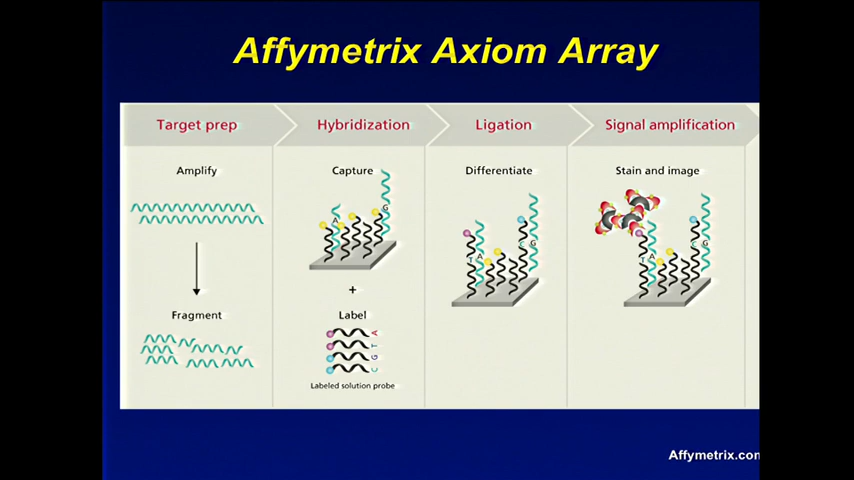 Affymetrix Axiom Array
Target prep
Hybridization
Ligation
Signal amplification
Amplify
Capture
Differentiate
Stain and image
A
G
T
A
C
G
T
A
C
G
+
Fragment
Label
A
T
G
C
Labeled solution probe
Affymetrix.com